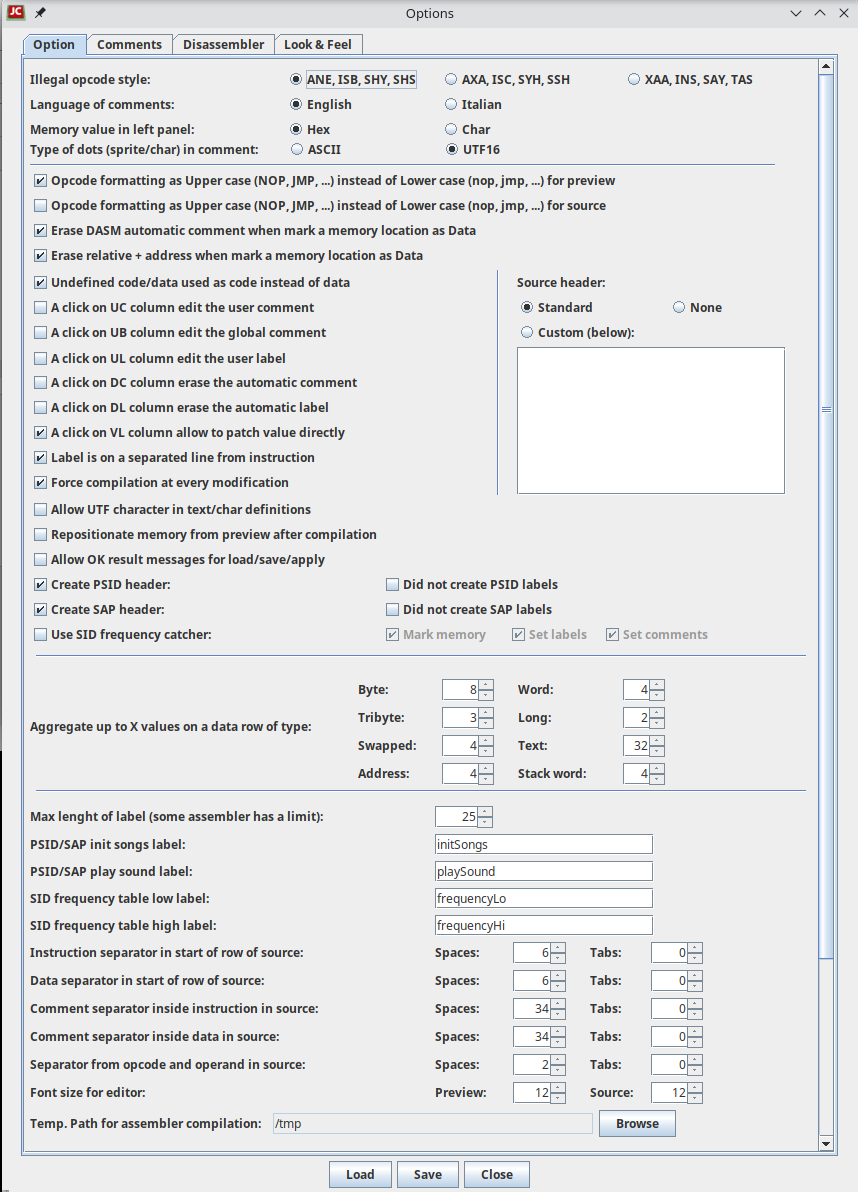 JC Options
Option Comments Disassembler Look & Feel
Illegal opcode style: ANE, ISB, SHY, SHS AXA, ISC, SYH, SSH XAA, INS, SAY, TAS
Language of comments: English Italian
Memory value in left panel: Hex Char
Type of dots (sprite/char) in comment: ASCII UTF16
Opcode formatting as Upper case (NOP, JMP, ...) instead of Lower case (nop, jmp, ...) for preview
Opcode formatting as Upper case (NOP, JMP, ...) instead of Lower case (nop, jmp, ...) for source
Erase DASM automatic comment when mark a memory location as Data
Erase relative + address when mark a memory location as Data
Undefined code/data used as code instead of data
A click on UC column edit the user comment
A click on UB column edit the global comment
A click on UL column edit the user label
A click on DC column erase the automatic comment
A click on DL column erase the automatic label
A click on VL column allow to patch value directly
Label is on a separated line from instruction
Force compilation at every modification
Source header:
Standard None
Custom (below):
Allow UTF character in text/char definitions
Repositionate memory from preview after compilation
Allow OK result messages for load/save/apply
Create PSID header: Did not create PSID labels
Create SAP header: Did not create SAP labels
Use SID frequency catcher: Mark memory Set labels Set comments
Aggregate up to X values on a data row of type:
Byte: 8 Word: 4
Tribyte: 3 Long: 2
Swapped: 4 Text: 32
Address: 4 Stack word: 4
Max lenght of label (some assembler has a limit): 25
PSID/SAP init songs label: initSongs
PSID/SAP play sound label: playSound
SID frequency table low label: frequencyLo
SID frequency table high label: frequencyHi
Instruction separator in start of row of source: Spaces: 6 Tabs: 0
Data separator in start of row of source: Spaces: 6 Tabs: 0
Comment separator inside instruction in source: Spaces: 34 Tabs: 0
Comment separator inside data in source: Spaces: 34 Tabs: 0
Separator from opcode and operand in source: Spaces: 2 Tabs: 0
Font size for editor: Preview: 12 Source: 12
Temp. Path for assembler compilation: /tmp Browse
Load Save Close